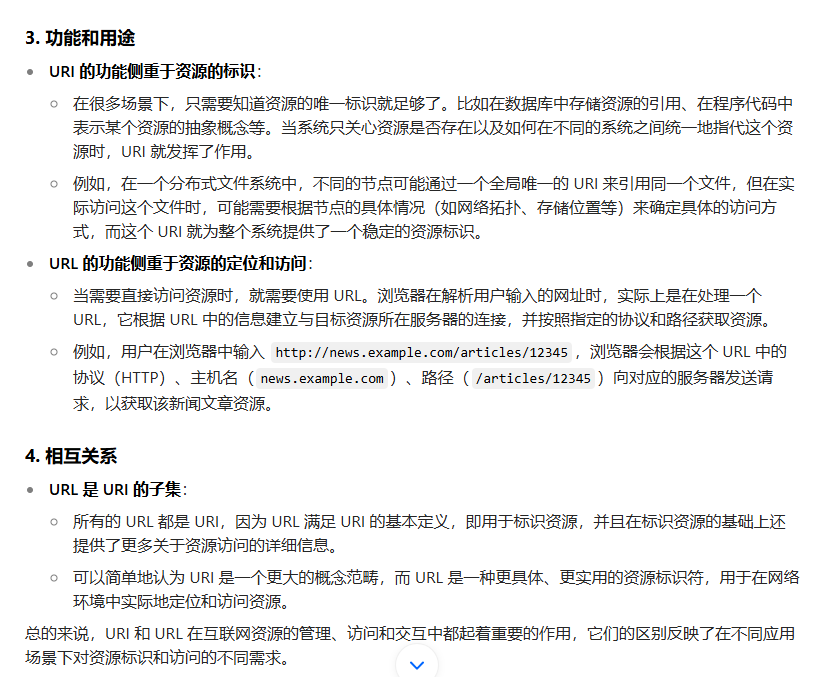 3. 功能和用途
URI 的功能侧重于资源的标识：
在很多场景下，只需要知道资源的唯一标识就足够了。比如在数据库中存储资源的引用、在程序代码中
表示某个资源的抽象概念等。当系统只关心资源是否存在以及如何在不同的系统之间统一地指代这个资
源时，URI 就发挥了作用。
例如，在一个分布式文件系统中，不同的节点可能通过一个全局唯一的 URI 来引用同一个文件，但在实
际访问这个文件时，可能需要根据节点的具体情况（如网络拓扑、存储位置等）来确定具体的访问方
式，而这个 URI 就为整个系统提供了一个稳定的资源标识。
URL 的功能侧重于资源的定位和访问：
当需要直接访问资源时，就需要使用 URL。浏览器在解析用户输入的网址时，实际上是在处理一个
URL，它根据 URL 中的信息建立与目标资源所在服务器的连接，并按照指定的协议和路径获取资源。
例如，用户在浏览器中输入 http://news.example.com/articles/12345 ，浏览器会根据这个 URL 中的
协议（HTTP）、主机名（ news.example.com ）、路径（ /articles/12345 ）向对应的服务器发送请
求，以获取该新闻文章资源。
4. 相互关系
URL 是 URI 的子集：
所有的 URL 都是 URI，因为 URL 满足 URI 的基本定义，即用于标识资源，并且在标识资源的基础上还
提供了更多关于资源访问的详细信息。
可以简单地认为 URI 是一个更大的概念范畴，而 URL 是一种更具体、更实用的资源标识符，用于在网络
环境中实际地定位和访问资源。
总的来说，URI 和 URL 在互联网资源的管理、访问和交互中都起着重要的作用，它们的区别反映了在不同应用
场景下对资源标识和访问的不同需求。